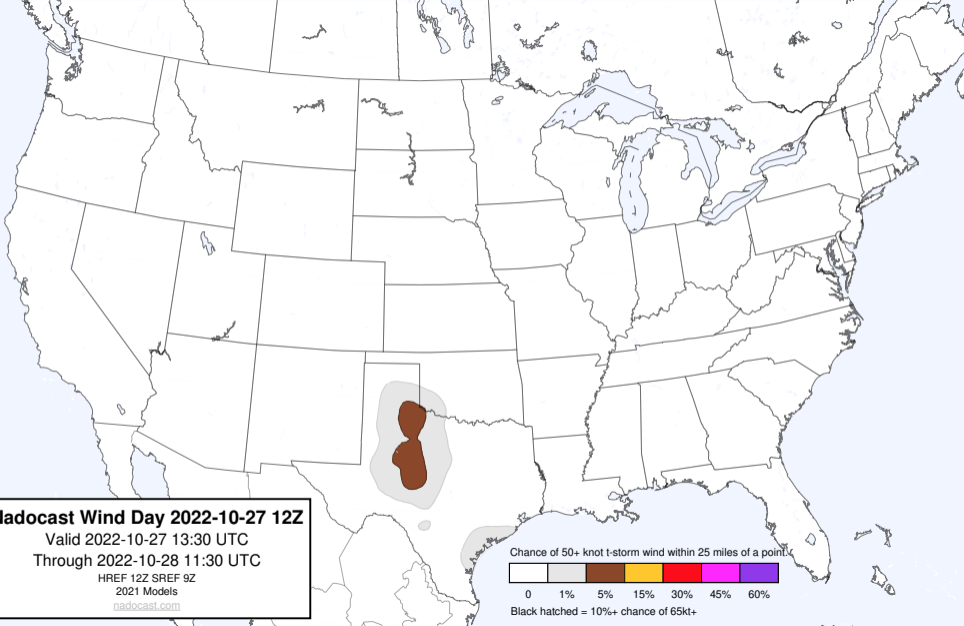 adocast Wind Day 2022-10-27 12Z
Valid 2022-10-27 13:30 UTC
Through 2022-10-28 11:30 UTC
HREF 12Z SREF 9Z
2021 Models
nadocast.com
Chance of 50+ knot t-storm wind within 25 miles of a point.
0 1% 5% 15% 30% 45% 60%
Black hatched = 10%+ chance of 65kt+